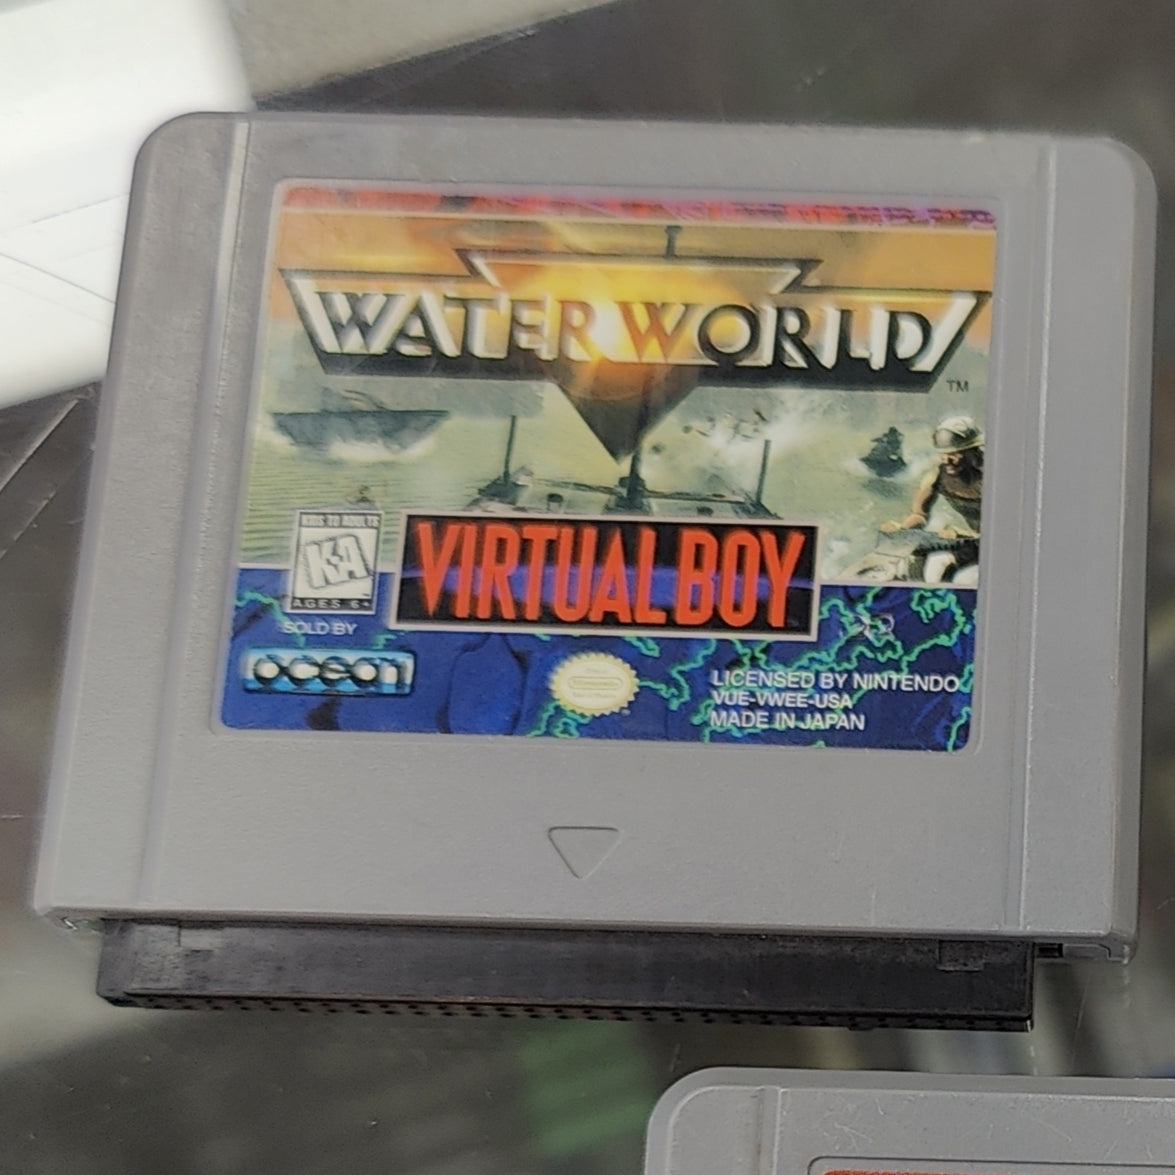 WATERWORLD
TM
KIDS TO ADULTS
K-A
AGES 6+
VIRTUAL BOY
SOLD BY
ocean
Nintendo
LICENSED BY NINTENDO
VUE-VWEE-USA
MADE IN JAPAN